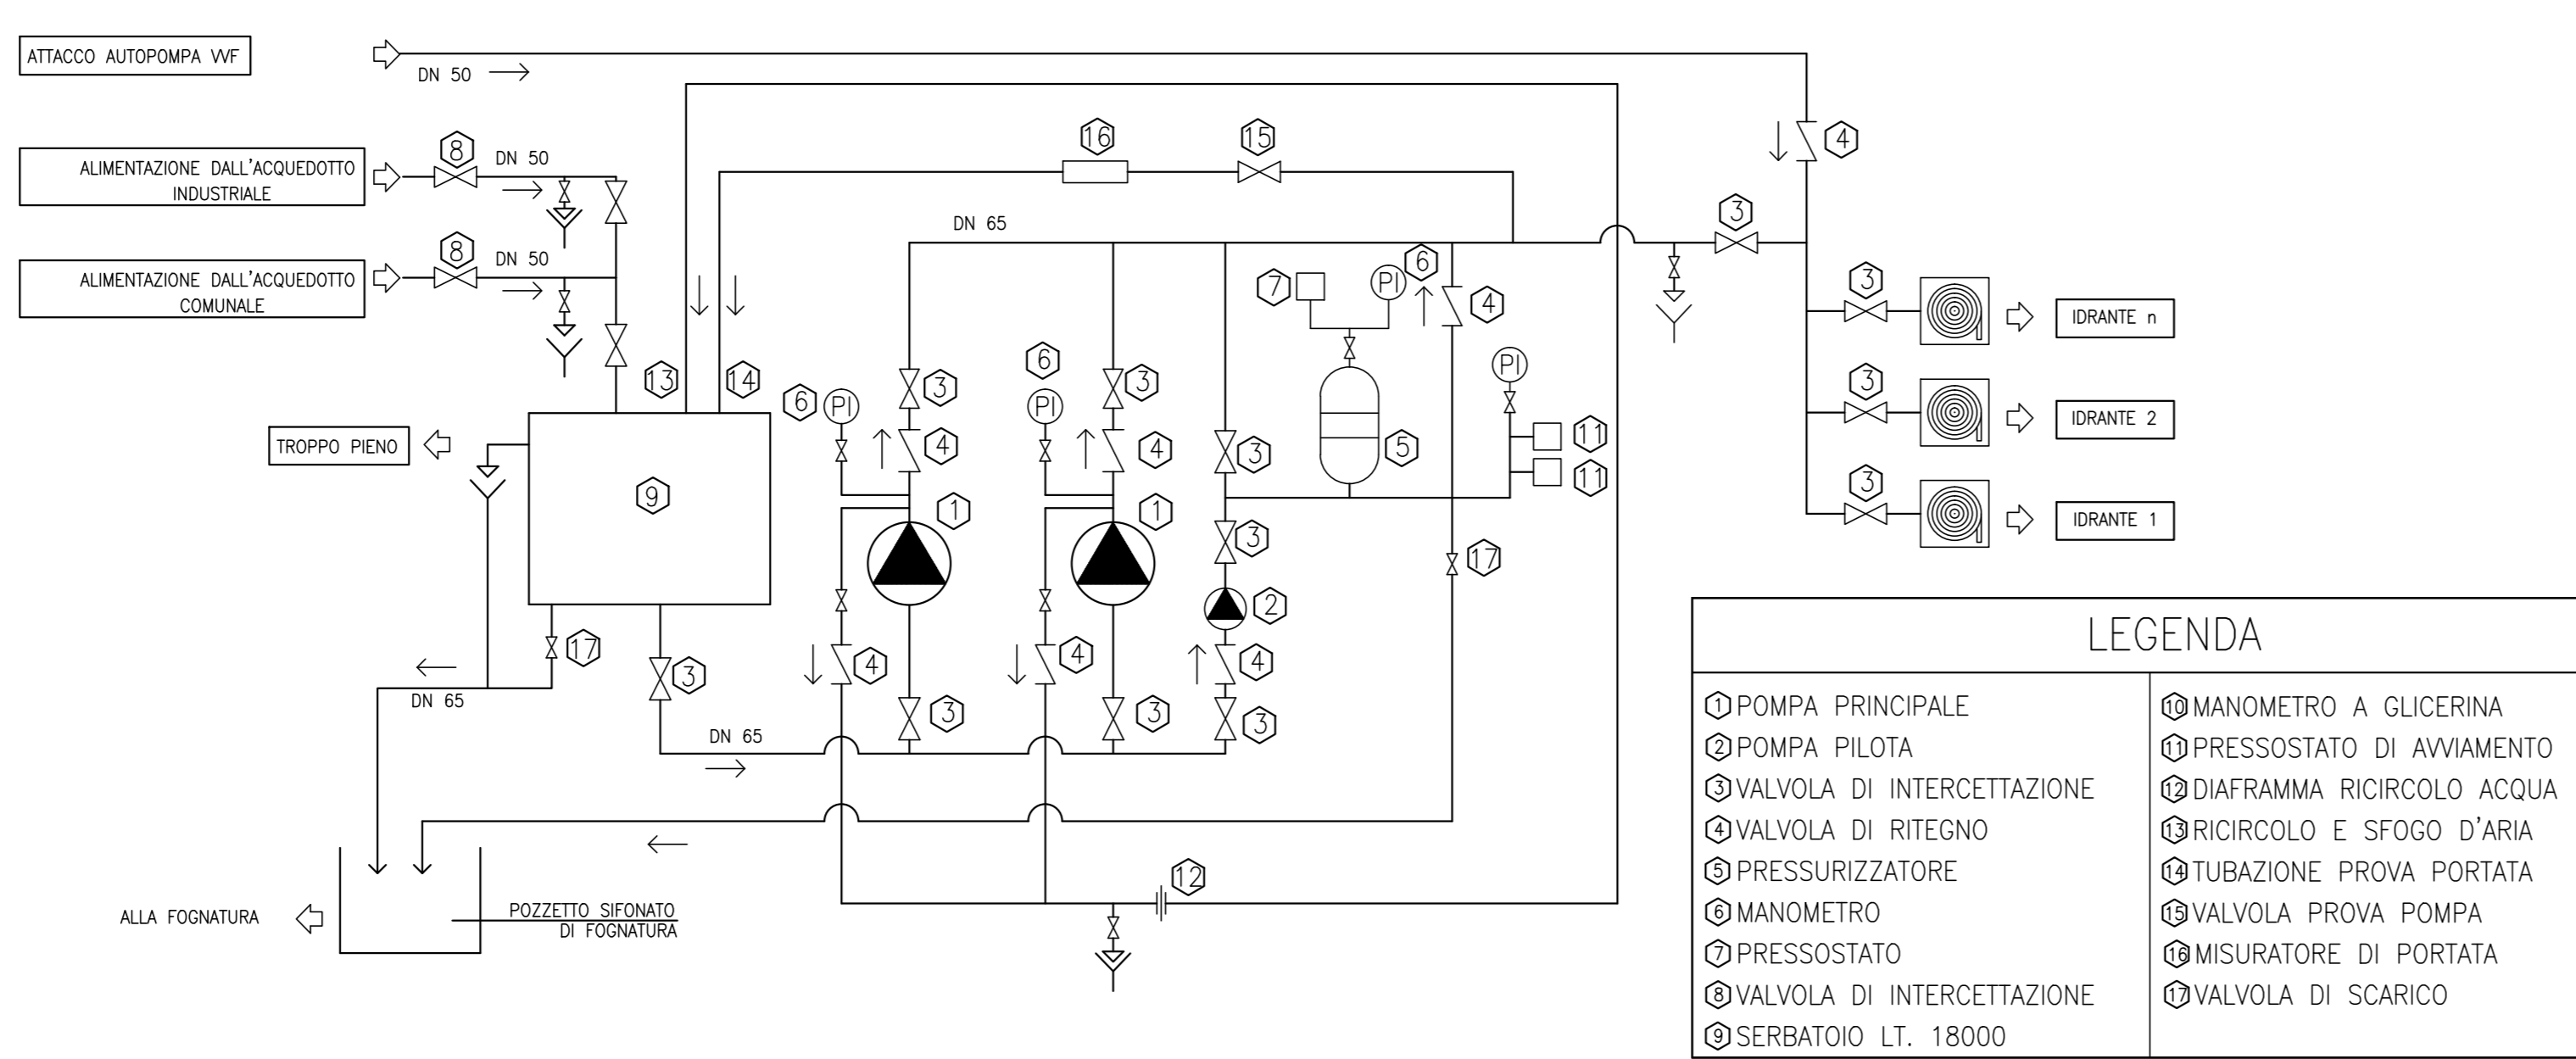 ATTACCO AUTOPOMPA VVF
DN 50
4
16
15
ALIMENTAZIONE DALL'ACQUEDOTTO
INDUSTRIALE
8
DN 50
3
DN 65
ALIMENTAZIONE DALL'ACQUEDOTTO
COMUNALE
8
DN 50
7
PI
6
4
3
IDRANTE n
13
14
6
PI
3
6
PI
3
PI
3
IDRANTE 2
TROPPO PIENO
4
4
3
5
11
11
9
1
1
3
17
3
IDRANTE 1
2
17
3
4
4
4
3
3
3
DN 65
DN 65
12
ALLA FOGNATURA
POZZETTO SIFONATO
DI FOGNATURA
LEGENDA
1 POMPA PRINCIPALE
2 POMPA PILOTA
3 VALVOLA DI INTERCETTAZIONE
4 VALVOLA DI RITEGNO
5 PRESSURIZZATORE
6 MANOMETRO
7 PRESSOSTATO
8 VALVOLA DI INTERCETTAZIONE
9 SERBATOIO LT. 18000
10 MANOMETRO A GLICERINA
11 PRESSOSTATO DI AVVIAMENTO
12 DIAFRAMMA RICIRCOLO ACQUA
13 RICIRCOLO E SFOGO D'ARIA
14 TUBAZIONE PROVA PORTATA
15 VALVOLA PROVA POMPA
16 MISURATORE DI PORTATA
17 VALVOLA DI SCARICO